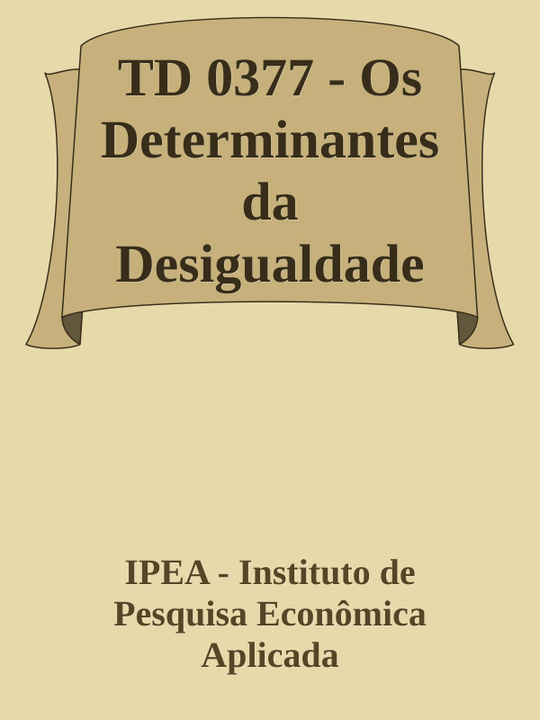 TD 0377 - Os
Determinantes
da
Desigualdade
IPEA - Instituto de
Pesquisa Econômica
Aplicada